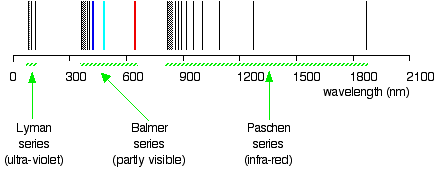 0 300 600 900 1200 1500 1800 2100
wavelength (nm)
Lyman
series
(ultra-violet)
Balmer
series
(partly visible)
Paschen
series
(infra-red)